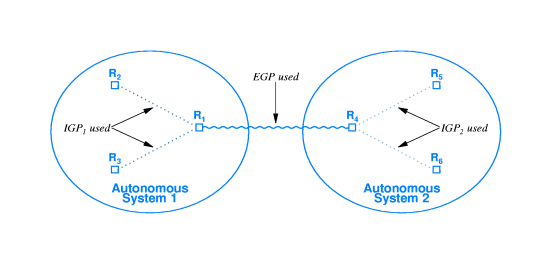 R2
R5
EGP used
R1
R4
IGP1 used
IGP2 used
R3
R6
Autonomous
System 1
Autonomous
System 2